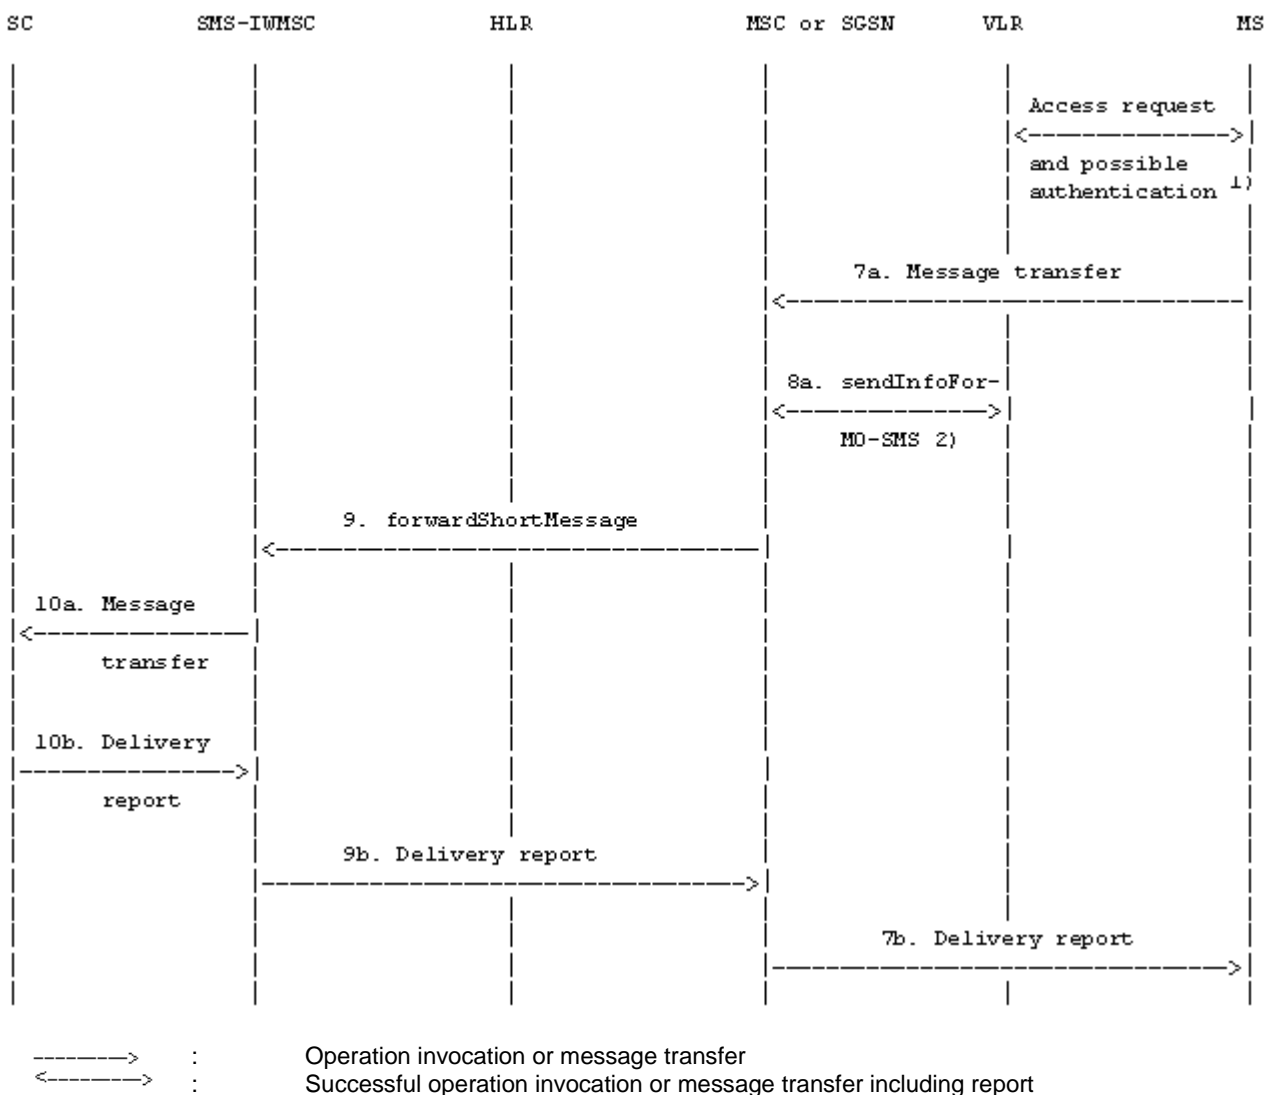 SC SMS-IWMSC HLR MSC or SGSN VLR MS
Access request
and possible
authentication 1)
7a. Message transfer
8a. sendInfoFor-
MO-SMS 2)
9. forwardShortMessage
10a. Message
transfer
10b. Delivery
report
9b. Delivery report
7b. Delivery report
: Operation invocation or message transfer
: Successful operation invocation or message transfer including report